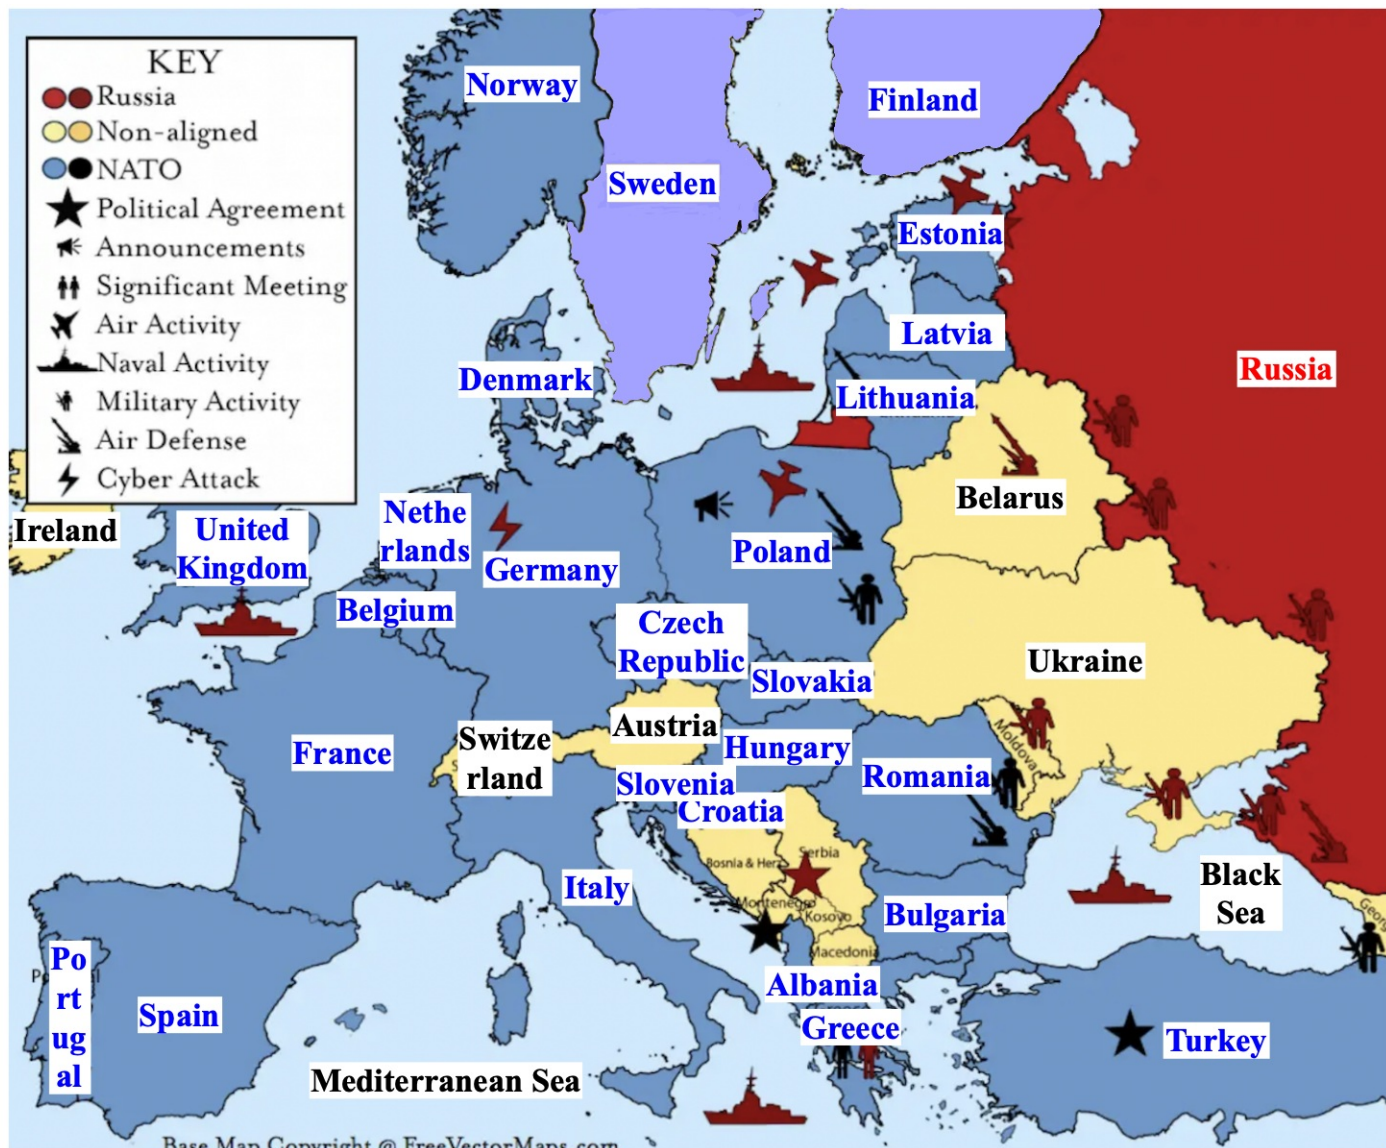 KEY
Russia
Non-aligned
NATO
Political Agreement
Announcements
Significant Meeting
Air Activity
Naval Activity
Military Activity
Air Defense
Cyber Attack
Norway
Finland
Sweden
Estonia
Latvia
Russia
Denmark
Lithuania
Belarus
Ireland
United
Kingdom
Nethe
rlands
Germany
Poland
Belgium
Czech
Republic
Slovakia
Ukraine
France
Switze
rland
Austria
Hungary
Moldova
Romania
Slovenia
Croatia
Serbia
Bosnia & Herz
Italy
Montenegro
Kosovo
Bulgaria
Black
Sea
Macedonia
Po
rt
ug
al
Spain
Albania
Greece
Turkey
Mediterranean Sea
Base Map Copyright @ FreeVectorMaps.com